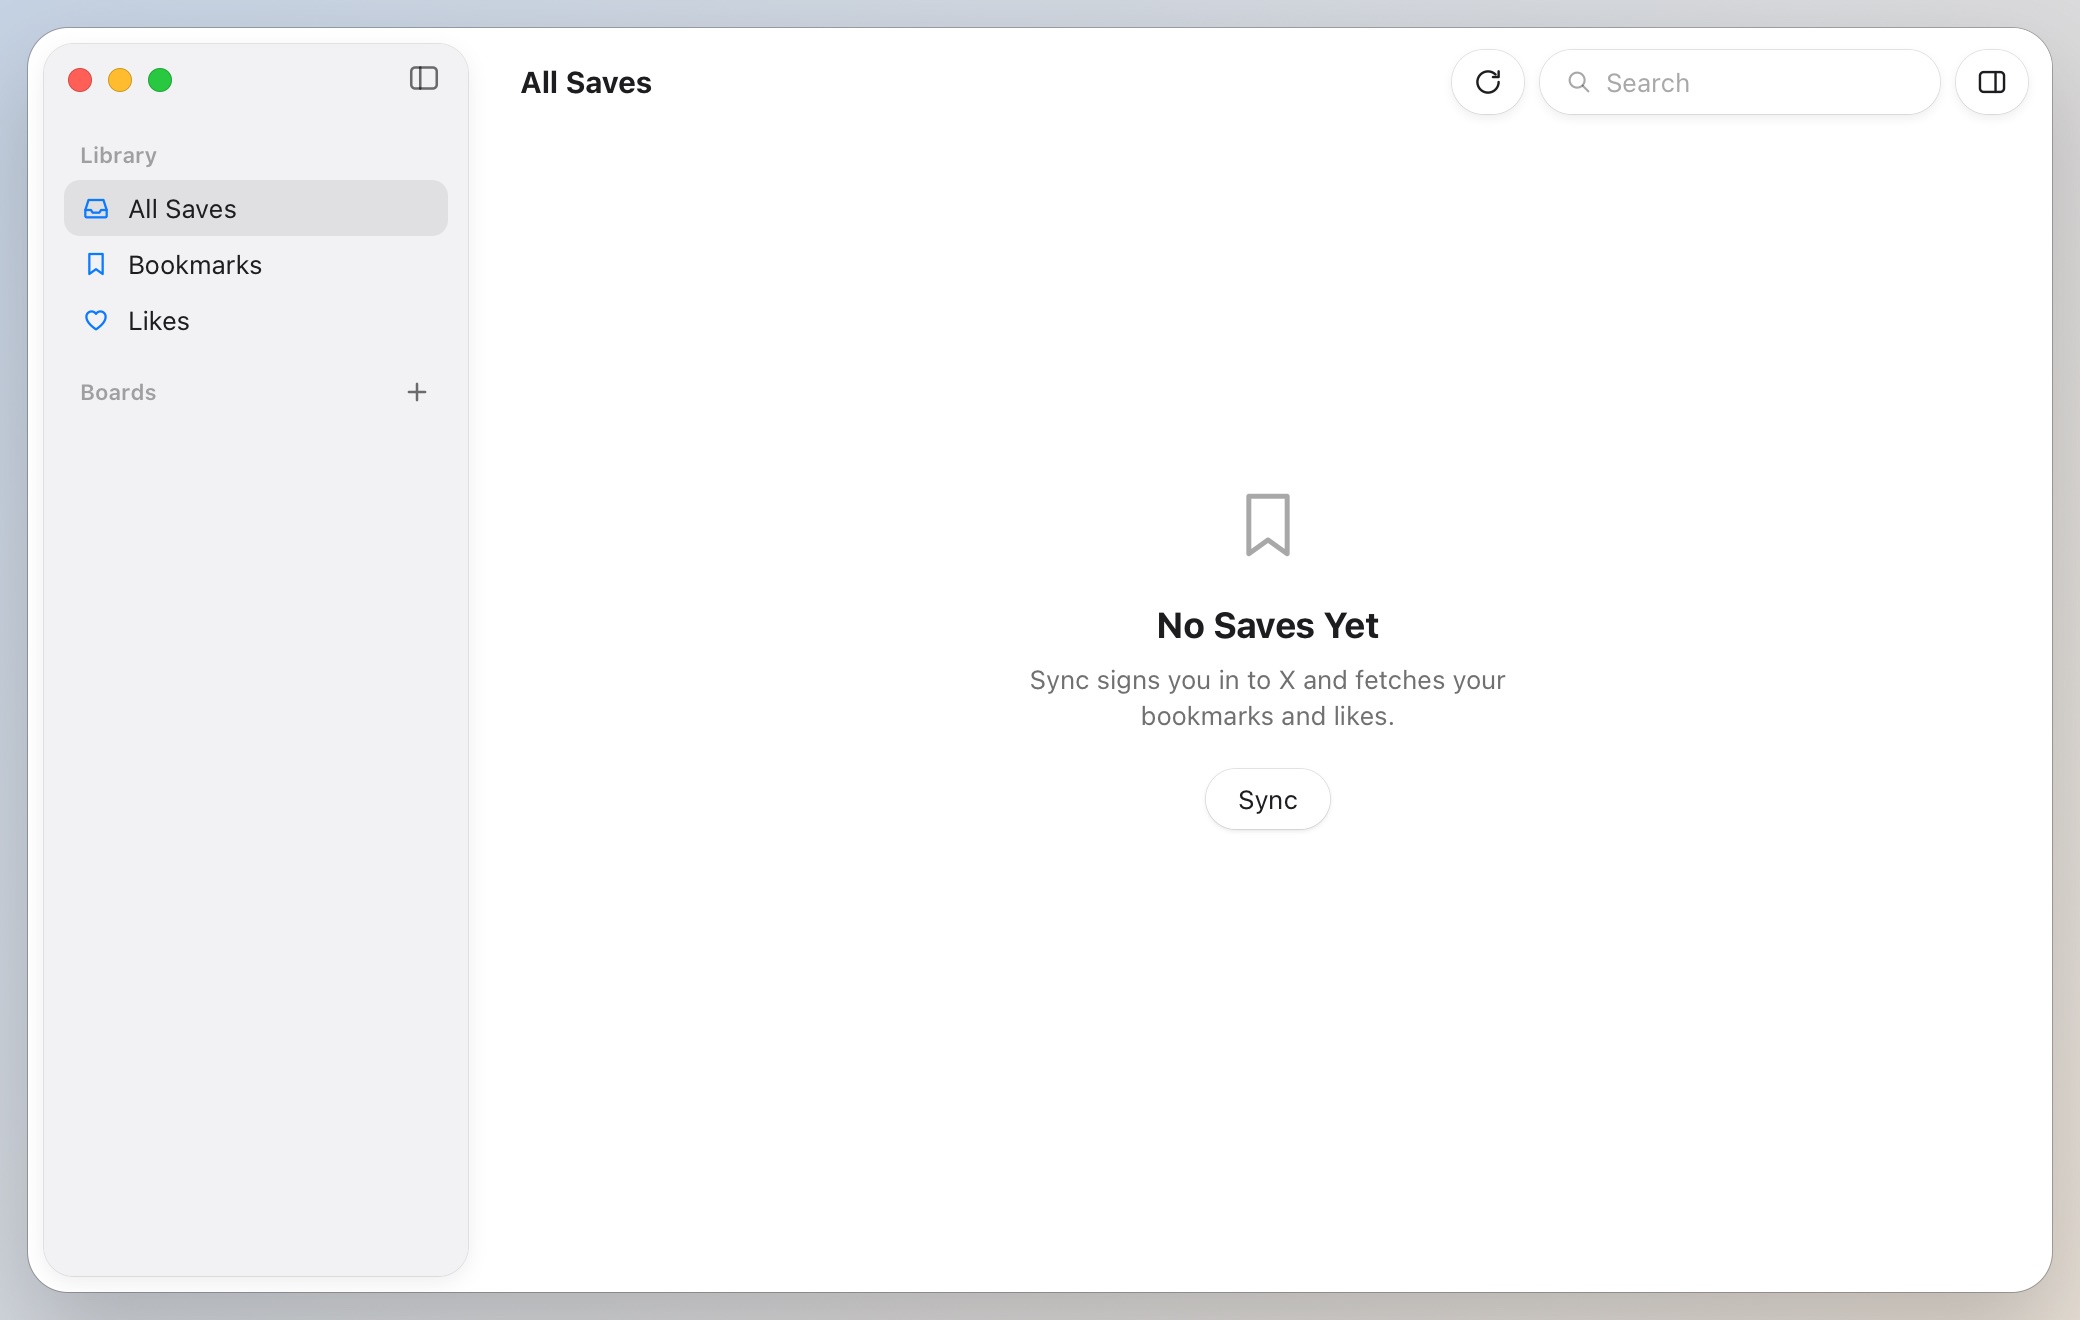 Library
All Saves
Bookmarks
Likes
Boards
All Saves
Search
No Saves Yet
Sync signs you in to X and fetches your
bookmarks and likes.
Sync